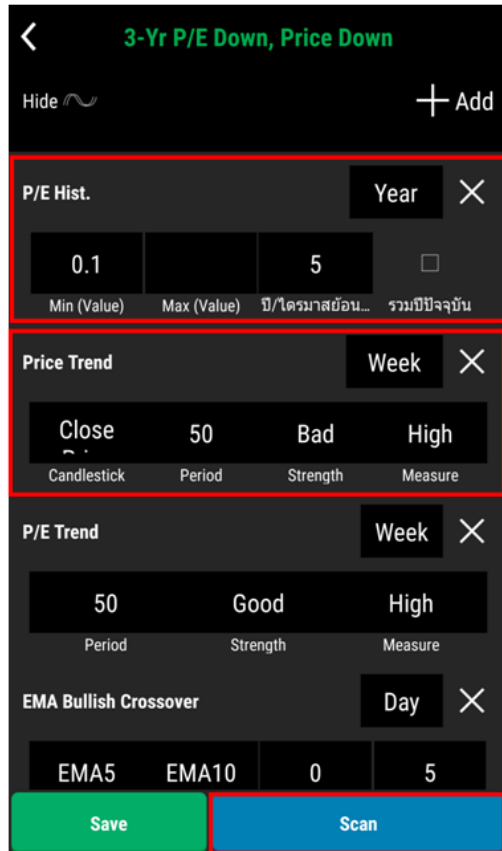 3-Yr P/E Down, Price Down
Hide + Add
P/E Hist. Year
0.1 5
Min (Value) Max (Value) ปี/ไตรมาสย้อน... รวมปีปัจจุบัน
Price Trend Week
Close 50 Bad High
Candlestick Period Strength Measure
P/E Trend Week
50 Good High
Period Strength Measure
EMA Bullish Crossover Day
EMA5 EMA10 0 5
Save Scan